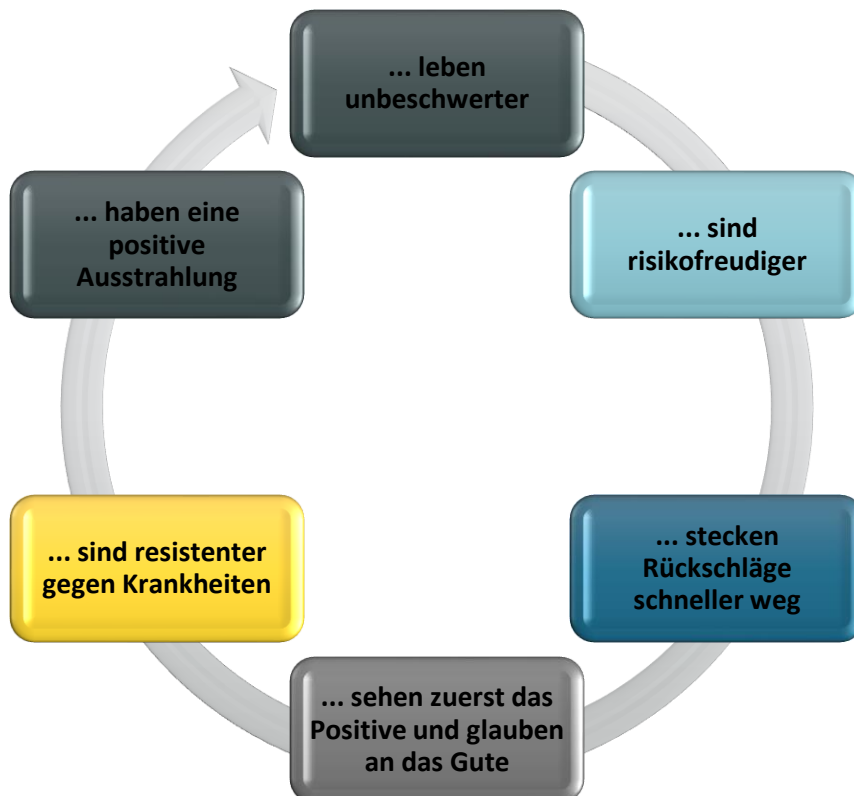 ... leben
unbeschwerter
... sind
risikofreudiger
... stecken
Rückschläge
schneller weg
... sehen zuerst das
Positive und glauben
an das Gute
... sind resistenter
gegen Krankheiten
... haben eine
positive
Ausstrahlung